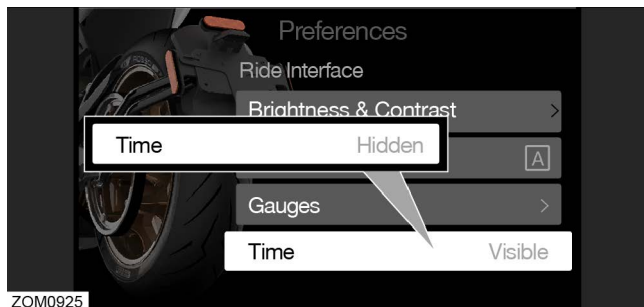 Preferences
Ride Interface
Brightness & Contrast >
Time Hidden
A
Gauges >
Time Visible
ZOM0925